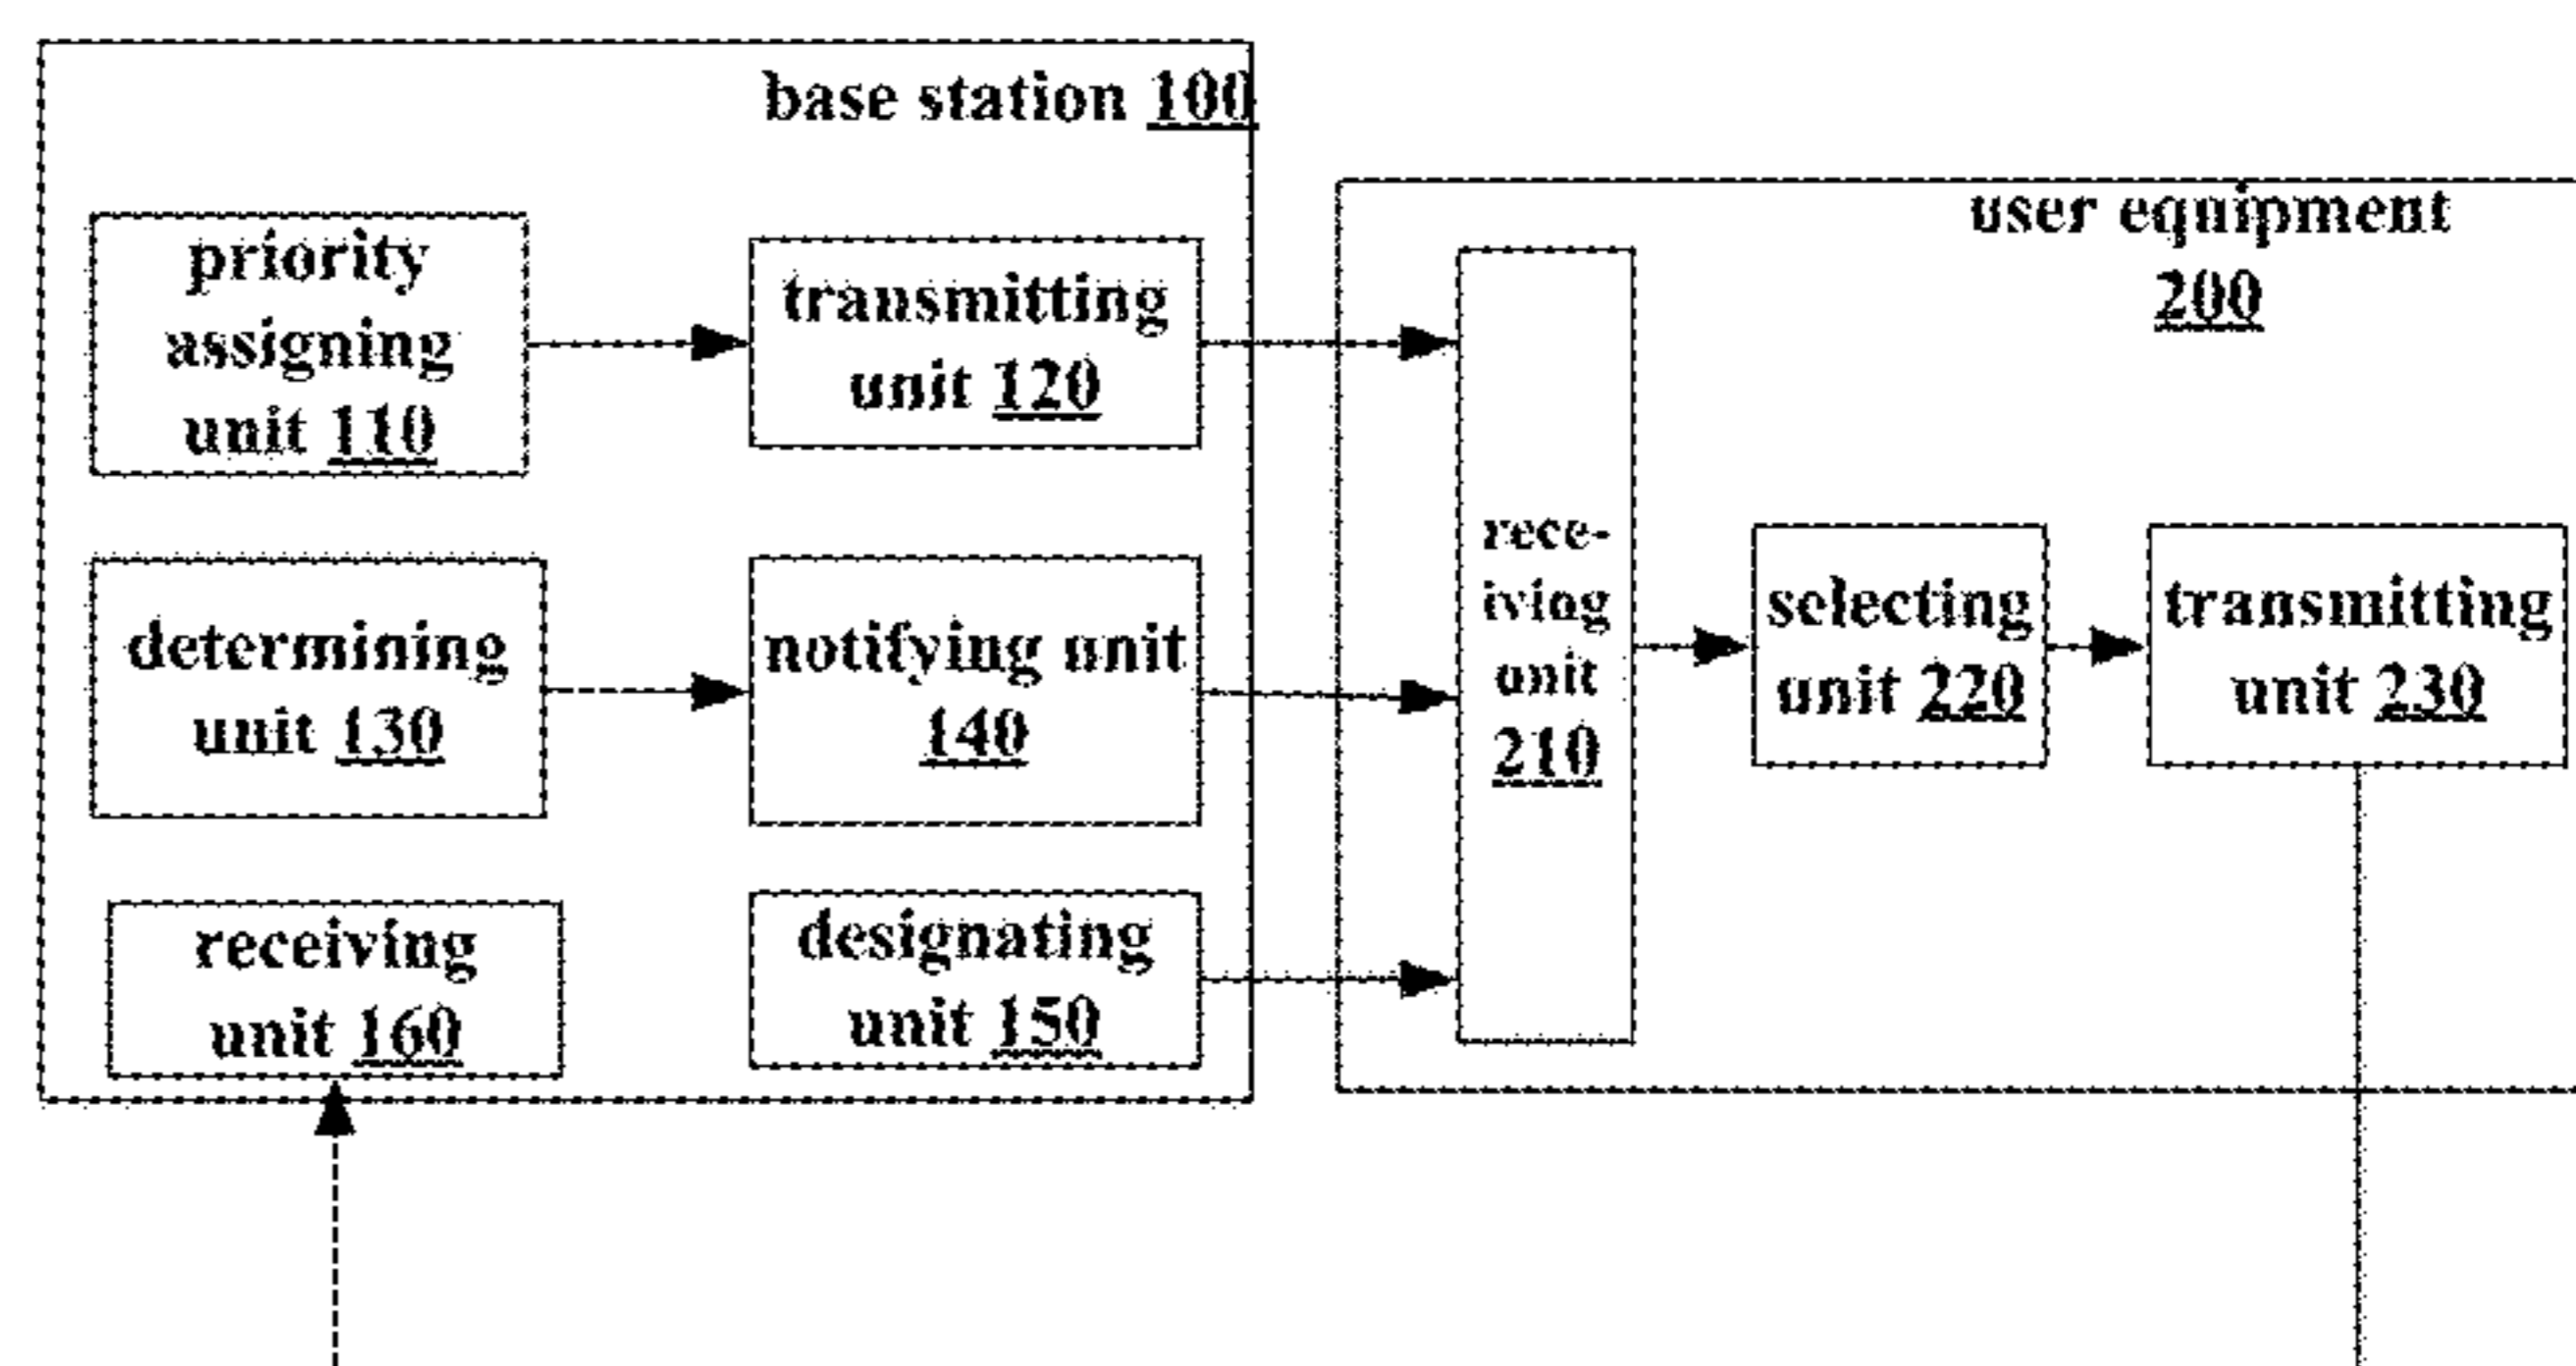 base station 100
priority
assigning
unit 110
transmitting
unit 120
determining
unit 130
notifying unit
140
receiving
unit 160
designating
unit 150
user equipment
200
rece-
iving
unit
210
selecting
unit 220
transmitting
unit 230